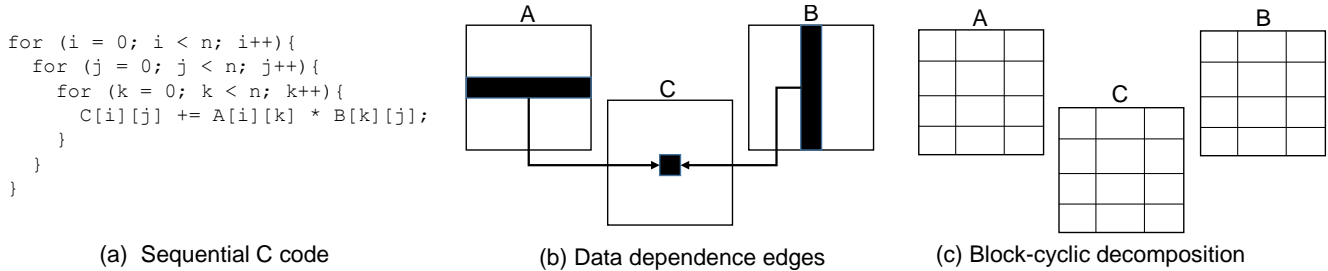 for (i = 0; i < n; i++){
for (j = 0; j < n; j++){
for (k = 0; k < n; k++){
C[i][j] += A[i][k] * B[k][j];
}
}
}
(a) Sequential C code
A
B
C
(b) Data dependence edges
A
B
C
(c) Block-cyclic decomposition